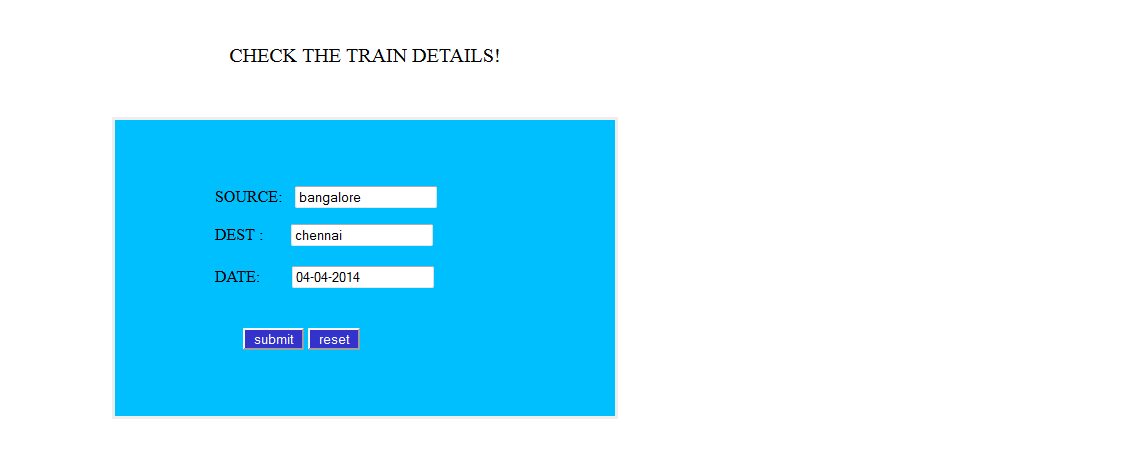 CHECK THE TRAIN DETAILS!
SOURCE: bangalore
DEST : chennai
DATE: 04-04-2014
submit reset